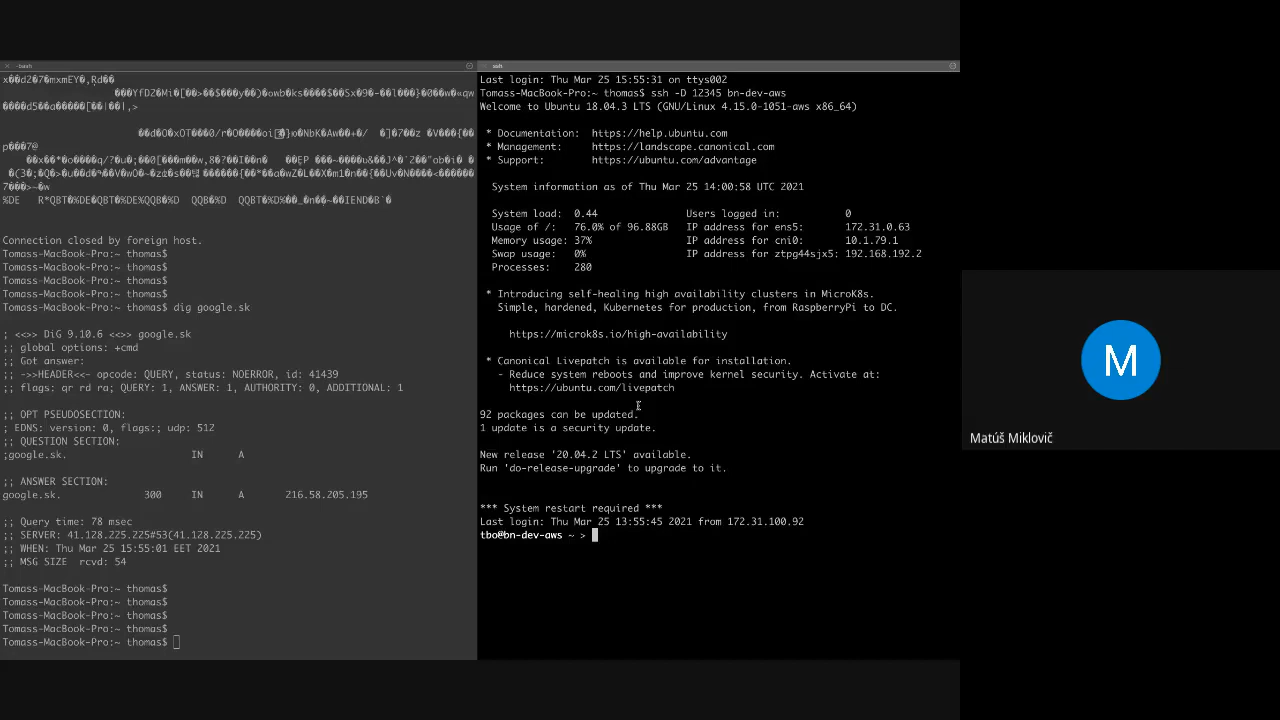 -bash
Connection closed by foreign host.
Tomass-MacBook-Pro:~ thomas$
Tomass-MacBook-Pro:~ thomas$
Tomass-MacBook-Pro:~ thomas$
Tomass-MacBook-Pro:~ thomas$
Tomass-MacBook-Pro:~ thomas$ dig google.sk
; <<>> DiG 9.10.6 <<>> google.sk
;; global options: +cmd
;; Got answer:
;; ->>HEADER<<- opcode: QUERY, status: NOERROR, id: 41439
;; flags: qr rd ra; QUERY: 1, ANSWER: 1, AUTHORITY: 0, ADDITIONAL: 1
;; OPT PSEUDOSECTION:
; EDNS: version: 0, flags:; udp: 512
;; QUESTION SECTION:
;google.sk. IN A
;; ANSWER SECTION:
google.sk. 300 IN A 216.58.205.195
;; Query time: 78 msec
;; SERVER: 41.128.225.225#53(41.128.225.225)
;; WHEN: Thu Mar 25 15:55:01 EET 2021
;; MSG SIZE rcvd: 54
Tomass-MacBook-Pro:~ thomas$
Tomass-MacBook-Pro:~ thomas$
Tomass-MacBook-Pro:~ thomas$
Tomass-MacBook-Pro:~ thomas$
Tomass-MacBook-Pro:~ thomas$
ssh
Last login: Thu Mar 25 15:55:31 on ttys002
Tomass-MacBook-Pro:~ thomas$ ssh -D 12345 bn-dev-aws
Welcome to Ubuntu 18.04.3 LTS (GNU/Linux 4.15.0-1051-aws x86_64)
* Documentation: https://help.ubuntu.com
* Management: https://landscape.canonical.com
* Support: https://ubuntu.com/advantage
System information as of Thu Mar 25 14:00:58 UTC 2021
System load: 0.44 Users logged in: 0
Usage of /: 76.0% of 96.88GB IP address for ens5: 172.31.0.63
Memory usage: 37% IP address for cni0: 10.1.79.1
Swap usage: 0% IP address for ztpg44sjx5: 192.168.192.2
Processes: 280
* Introducing self-healing high availability clusters in MicroK8s.
Simple, hardened, Kubernetes for production, from RaspberryPi to DC.
https://microk8s.io/high-availability
* Canonical Livepatch is available for installation.
- Reduce system reboots and improve kernel security. Activate at:
https://ubuntu.com/livepatch
92 packages can be updated.
1 update is a security update.
New release '20.04.2 LTS' available.
Run 'do-release-upgrade' to upgrade to it.
*** System restart required ***
Last login: Thu Mar 25 13:55:45 2021 from 172.31.100.92
tbo@bn-dev-aws ~ >
M
Matúš Miklovič